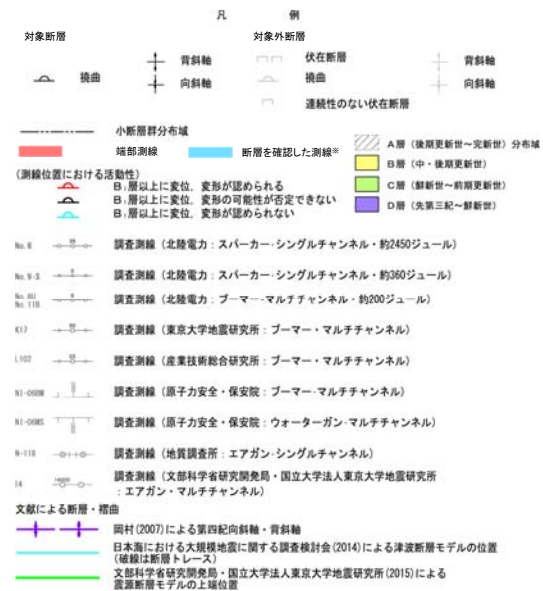 凡 例
対象断層
対象外断層
撓曲
背斜軸
向斜軸
伏在断層
撓曲
連続性のない伏在断層
背斜軸
向斜軸
小断層群分布域
端部測線
断層を確認した測線※
A層(後期更新世~完新世)分布域
B層(中・後期更新世)
C層(鮮新世~前期更新世)
D層(先第三紀~鮮新世)
(測線位置における活動性)
B₁層以上に変位,変形が認められる
B₁層以上に変位,変形の可能性が否定できない
B₁層以上に変位,変形が認められない
No.8 調査測線(北陸電力:スパーカー・シングルチャンネル・約2450ジュール)
No.9-S 調査測線(北陸電力:スパーカー・シングルチャンネル・約360ジュール)
No.AU
No.11B 調査測線(北陸電力:ブーマー・マルチチャンネル・約200ジュール)
K17 調査測線(東京大学地震研究所:ブーマー・マルチチャンネル)
L102 調査測線(産業技術総合研究所:ブーマー・マルチチャンネル)
NI-06BM 調査測線(原子力安全・保安院:ブーマー・マルチチャンネル)
NI-06WS 調査測線(原子力安全・保安院:ウォーターガン・マルチチャンネル)
N-118 調査測線(地質調査所:エアガン・シングルチャンネル)
I4 調査測線(文部科学省研究開発局・国立大学法人東京大学地震研究所
:エアガン・マルチチャンネル)
文献による断層・褶曲
岡村(2007)による第四紀向斜軸・背斜軸
日本海における大規模地震に関する調査検討会(2014)による津波断層モデルの位置
(破線は断層トレース)
文部科学省研究開発局・国立大学法人東京大学地震研究所(2015)による
震源断層モデルの上端位置